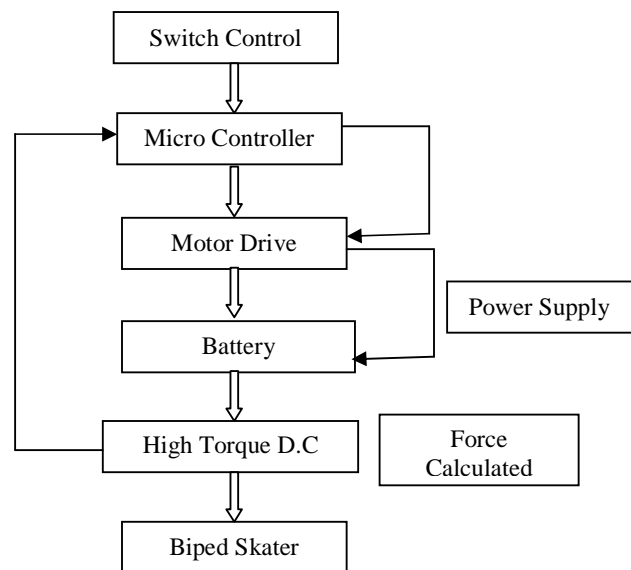 Switch Control
Micro Controller
Motor Drive
Power Supply
Battery
High Torque D.C
Force
Calculated
Biped Skater